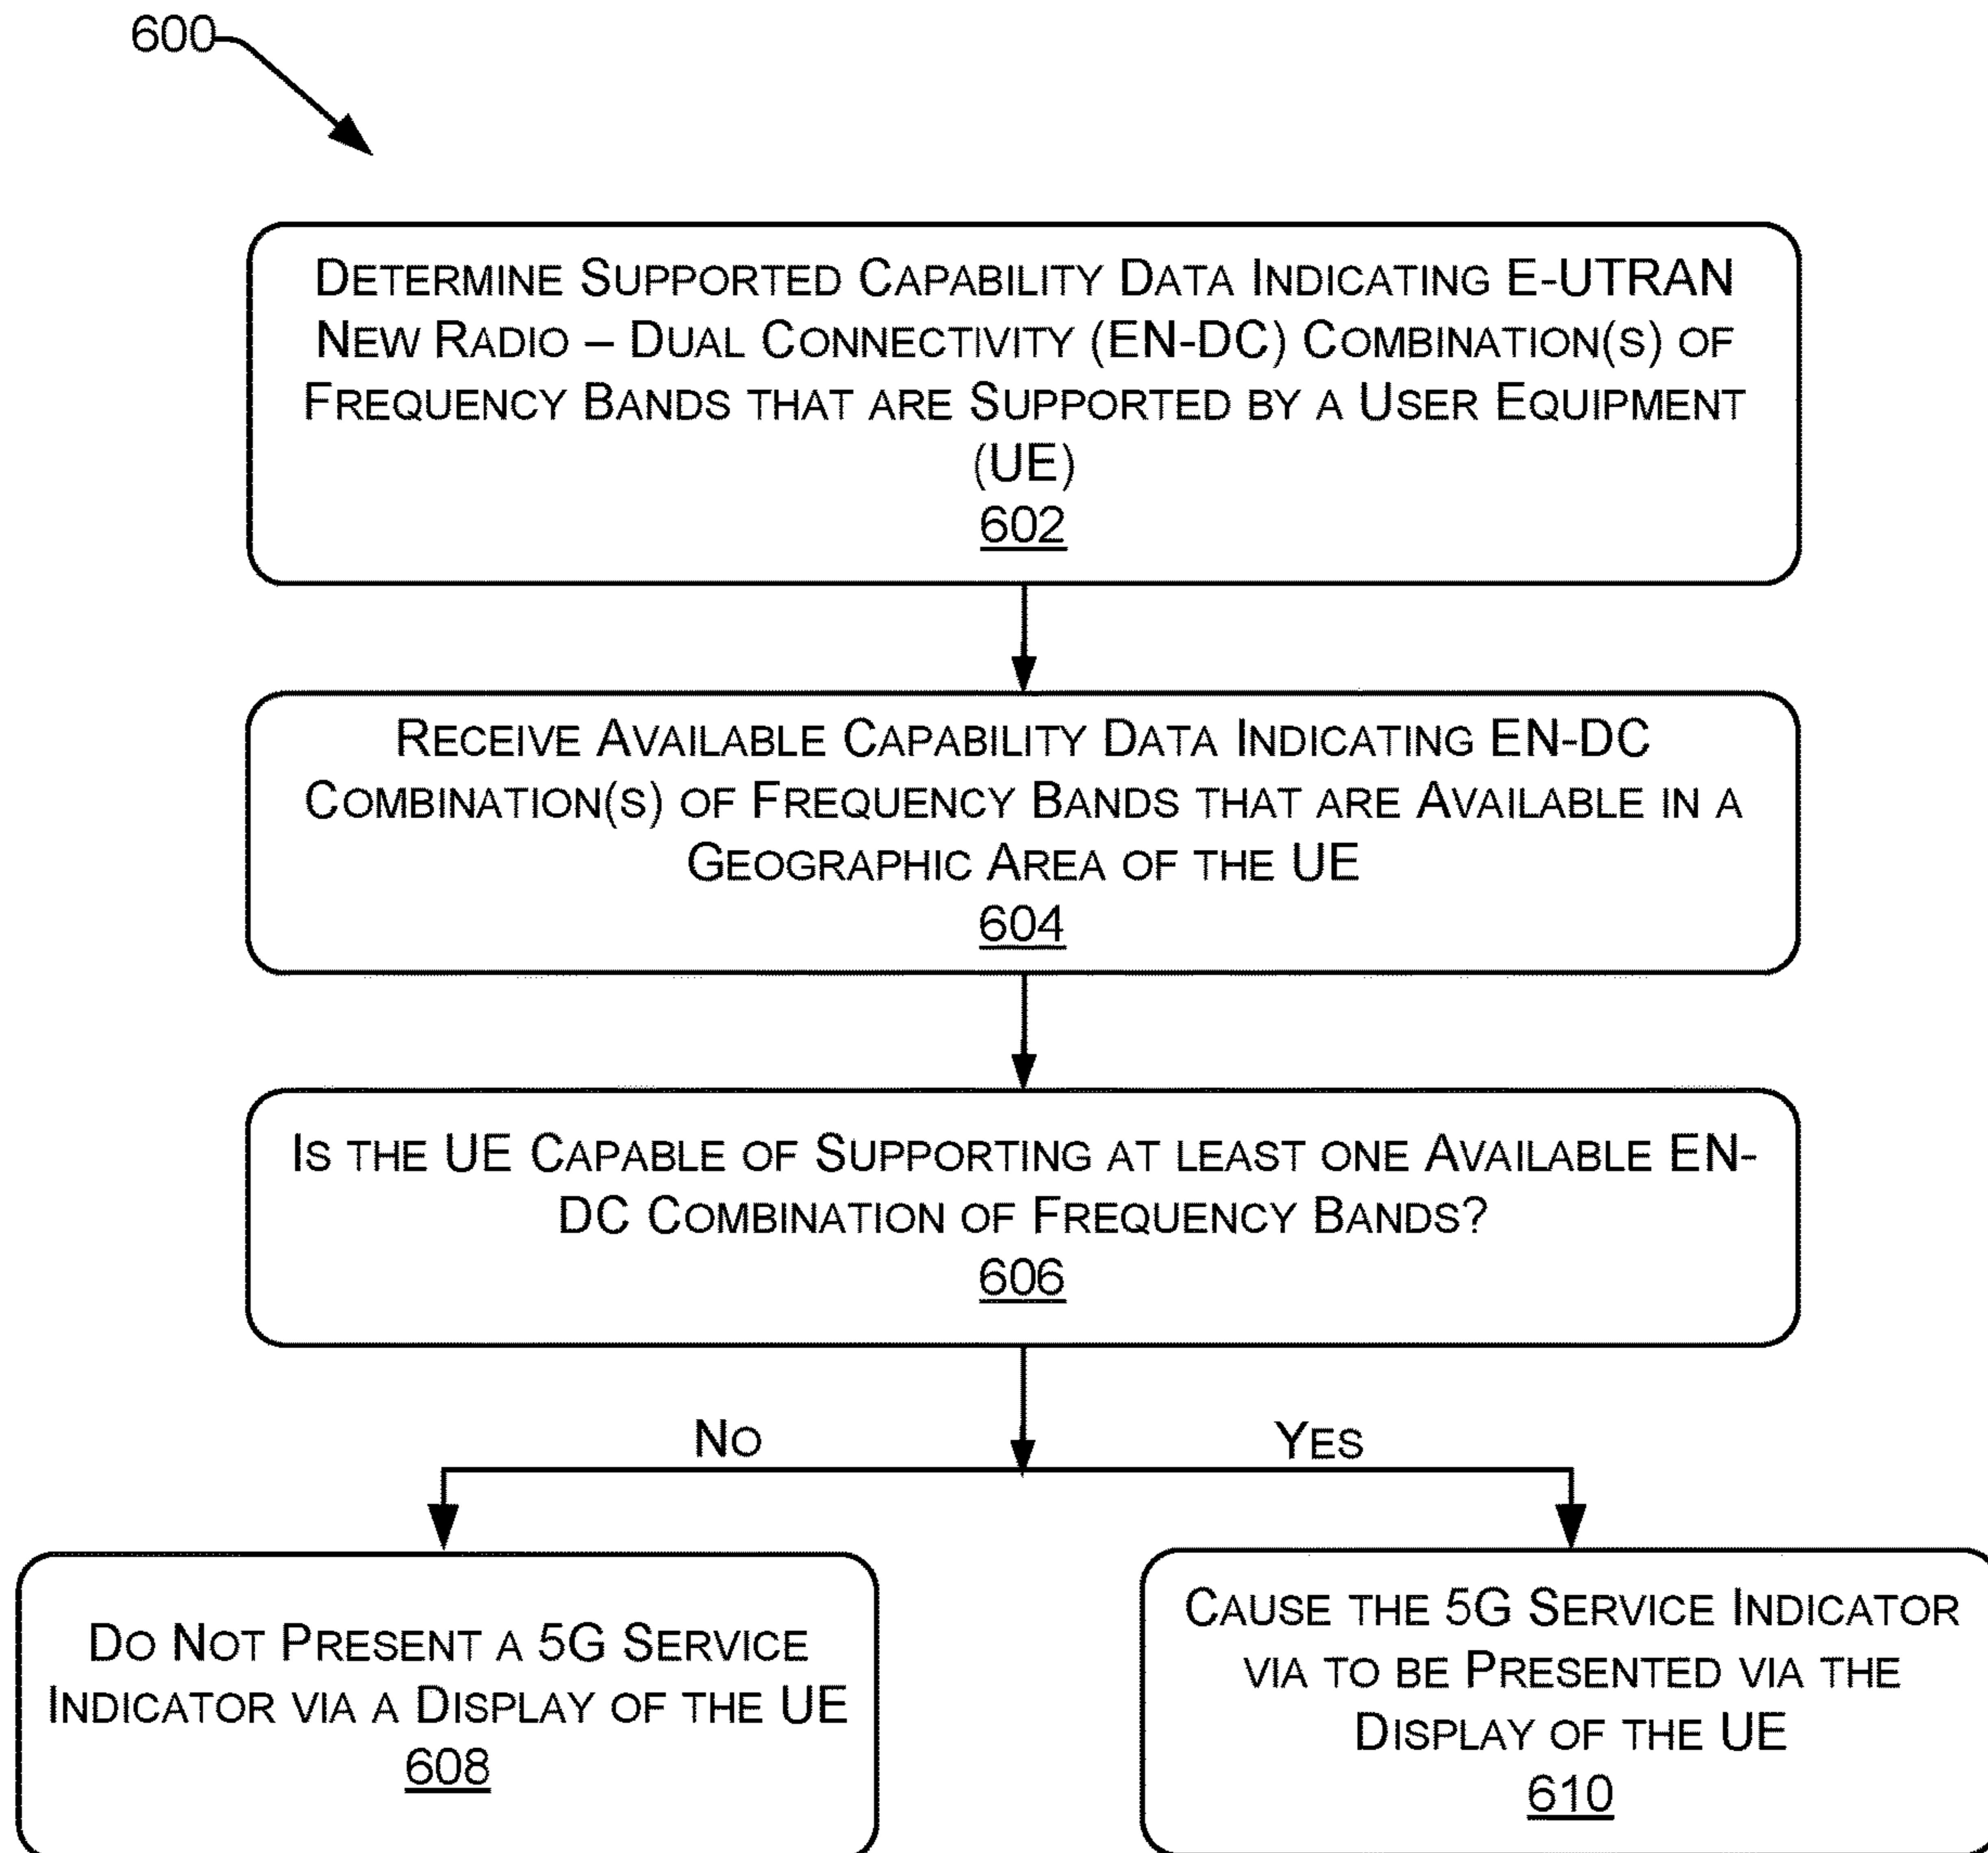 600
DETERMINE SUPPORTED CAPABILITY DATA INDICATING E-UTRAN
NEW RADIO – DUAL CONNECTIVITY (EN-DC) COMBINATION(S) OF
FREQUENCY BANDS THAT ARE SUPPORTED BY A USER EQUIPMENT
(UE)
602
RECEIVE AVAILABLE CAPABILITY DATA INDICATING EN-DC
COMBINATION(S) OF FREQUENCY BANDS THAT ARE AVAILABLE IN A
GEOGRAPHIC AREA OF THE UE
604
IS THE UE CAPABLE OF SUPPORTING AT LEAST ONE AVAILABLE EN-
DC COMBINATION OF FREQUENCY BANDS?
606
NO
YES
DO NOT PRESENT A 5G SERVICE
INDICATOR VIA A DISPLAY OF THE UE
608
CAUSE THE 5G SERVICE INDICATOR
VIA TO BE PRESENTED VIA THE
DISPLAY OF THE UE
610